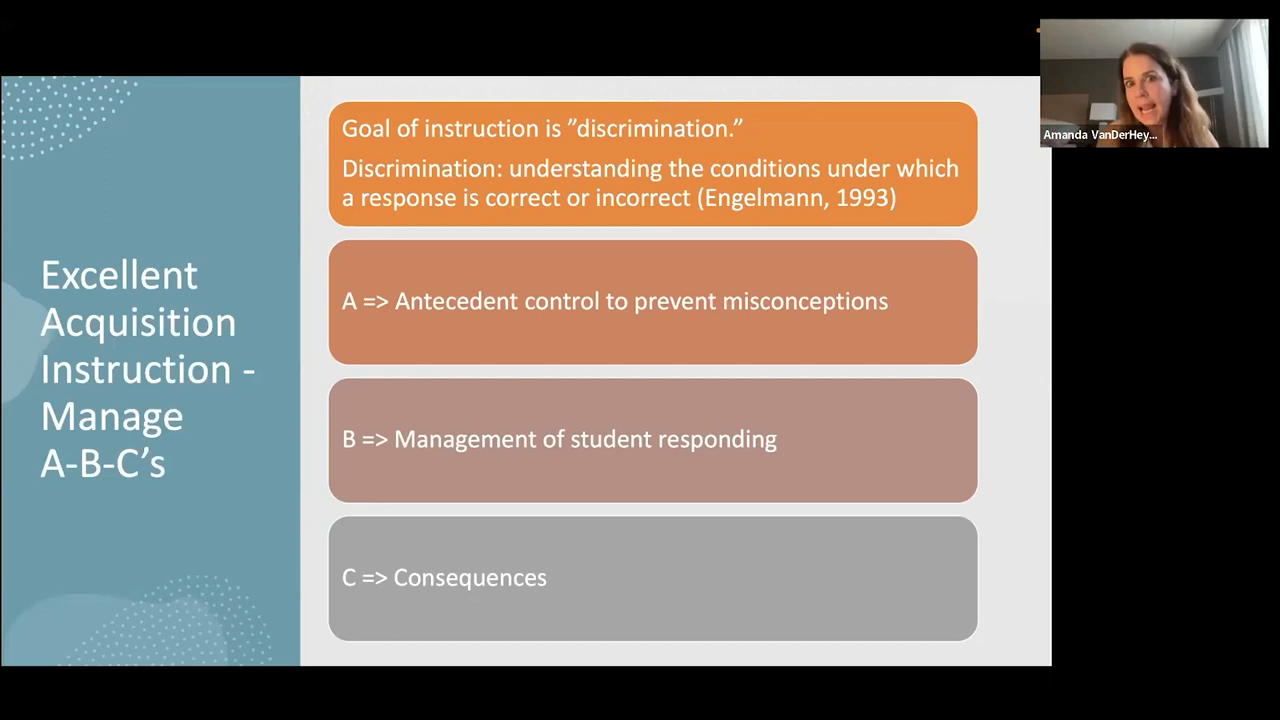 Excellent
Acquisition
Instruction -
Manage
A-B-C’s
Goal of instruction is ”discrimination.”
Discrimination: understanding the conditions under which
a response is correct or incorrect (Engelmann, 1993)
A => Antecedent control to prevent misconceptions
B => Management of student responding
C => Consequences
Amanda VanDerHey...